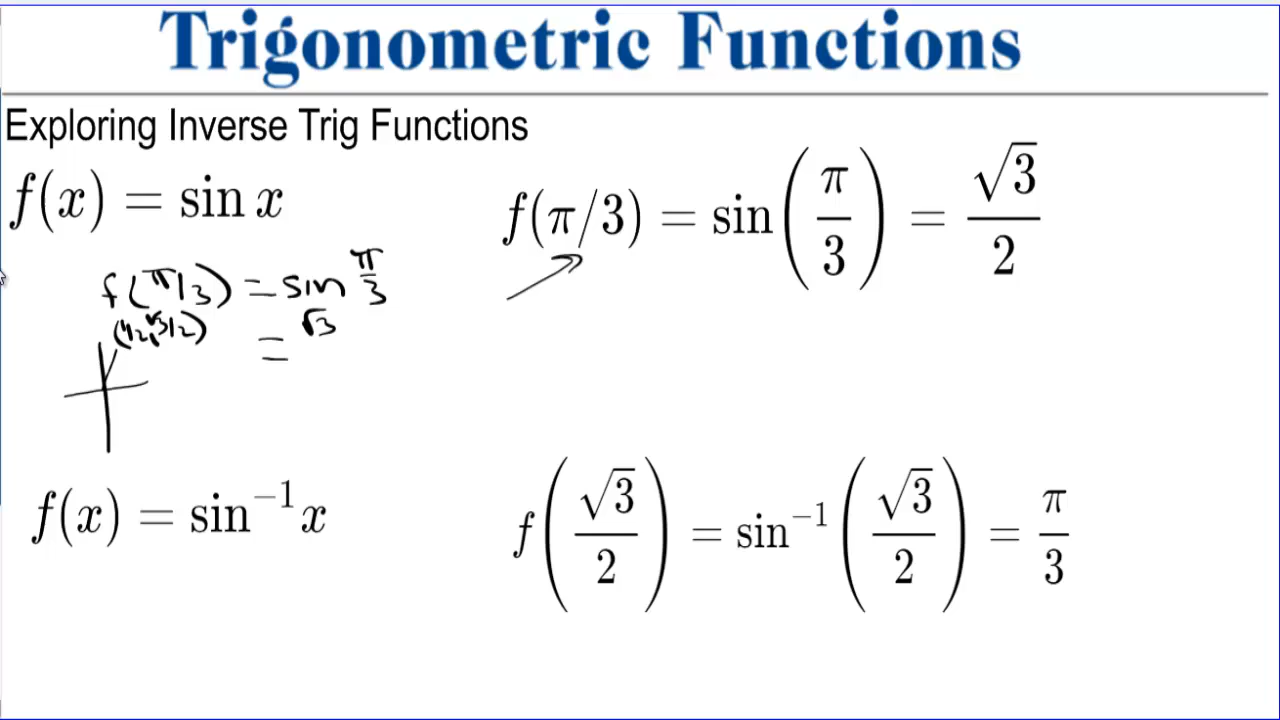 Trigonometric Functions
Exploring Inverse Trig Functions
f(x) = sin x
f(π/3) = sin(π/3) = √3/2
f(π/3) = sin π/3
(1/2, √3/2)
= √3
f(x) = sin⁻¹ x
f(√3/2) = sin⁻¹(√3/2) = π/3